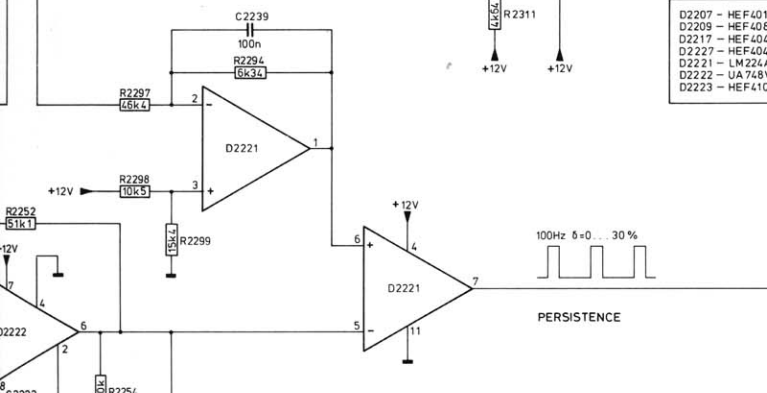 C2239
100n
R2294
6k34
R2297
46k4
2
−
D2221
1
+12V
R2298
10k5
3
+
15k4
R2299
R2252
51k1
+12V
7
4
D2222
6
2
8
R2254
+12V
4
6
+
D2221
7
5
−
11
4k64
R2311
+12V
+12V
D2207 – HEF401
D2209 – HEF408
D2217 – HEF404
D2227 – HEF404
D2221 – LM224A
D2222 – UA748
D2223 – HEF410
100Hz δ=0...30%
PERSISTENCE